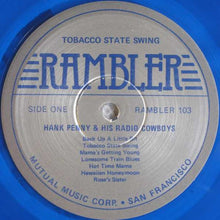 TOBACCO STATE SWING
RAMBLER
SIDE ONE RAMBLER 103
HANK PENNY & HIS RADIO COWBOYS
Back Up A Little Bit
Tobacco State Swing
Mama's Getting Young
Lonesome Train Blues
Hot Time Mama
Hawaiian Honeymoon
Rose's Sister
MUTUAL MUSIC CORP. • SAN FRANCISCO